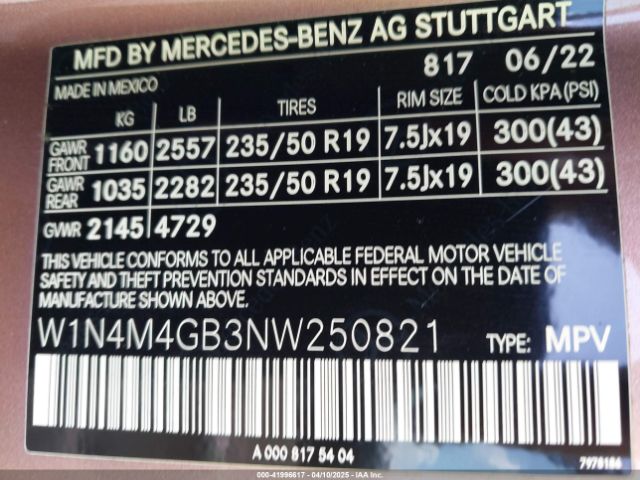 MFD BY MERCEDES-BENZ AG STUTTGART
817 06/22
MADE IN MEXICO
KG LB TIRES RIM SIZE COLD KPA(PSI)
GAWR FRONT 1160 2557 235/50 R19 7.5Jx19 300(43)
GAWR REAR 1035 2282 235/50 R19 7.5Jx19 300(43)
GVWR 2145 4729
THIS VEHICLE CONFORMS TO ALL APPLICABLE FEDERAL MOTOR VEHICLE
SAFETY AND THEFT PREVENTION STANDARDS IN EFFECT ON THE DATE OF
MANUFACTURE SHOWN ABOVE.
W1N4M4GB3NW250821 TYPE: MPV
A 000 817 54 04
7978186
000-41996617 - 04/10/2025 - IAA LLC.